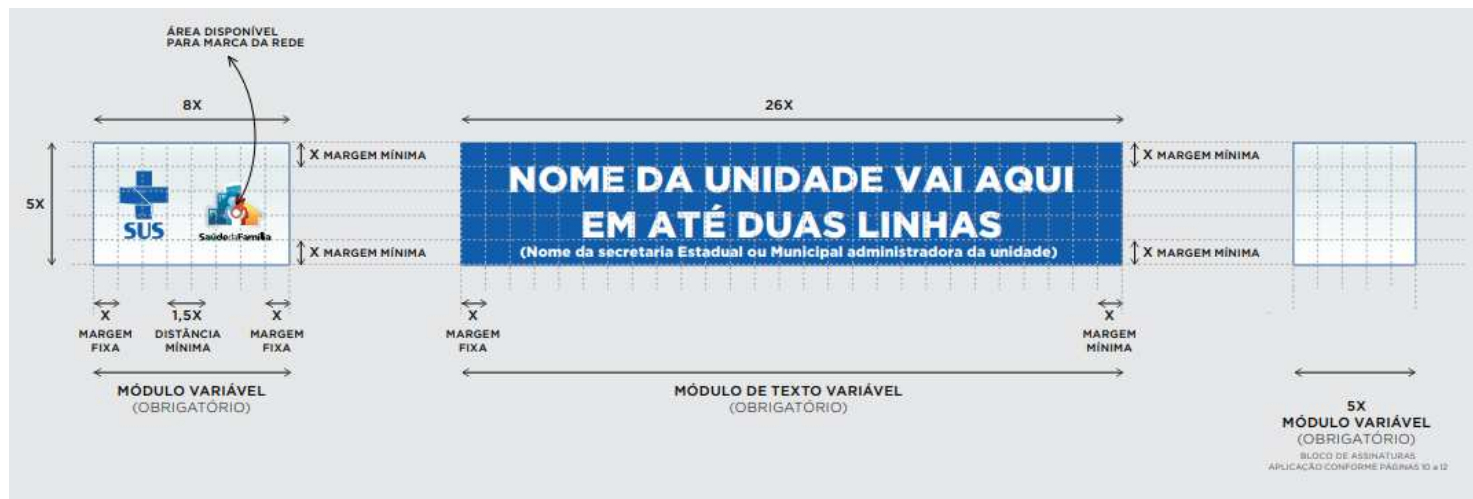 ÁREA DISPONÍVEL
PARA MARCA DA REDE
8X
26X
5X
X MARGEM MÍNIMA
X MARGEM MÍNIMA
SUS
SaúdedaFamília
NOME DA UNIDADE VAI AQUI
EM ATÉ DUAS LINHAS
(Nome da secretaria Estadual ou Municipal administradora da unidade)
X MARGEM MÍNIMA
X MARGEM MÍNIMA
X
MARGEM
FIXA
1,5X
DISTÂNCIA
MÍNIMA
X
MARGEM
FIXA
X
MARGEM
FIXA
X
MARGEM
MÍNIMA
MÓDULO VARIÁVEL
(OBRIGATÓRIO)
MÓDULO DE TEXTO VARIÁVEL
(OBRIGATÓRIO)
5X
MÓDULO VARIÁVEL
(OBRIGATÓRIO)
BLOCO DE ASSINATURAS
APLICAÇÃO CONFORME PÁGINAS 10 a 12